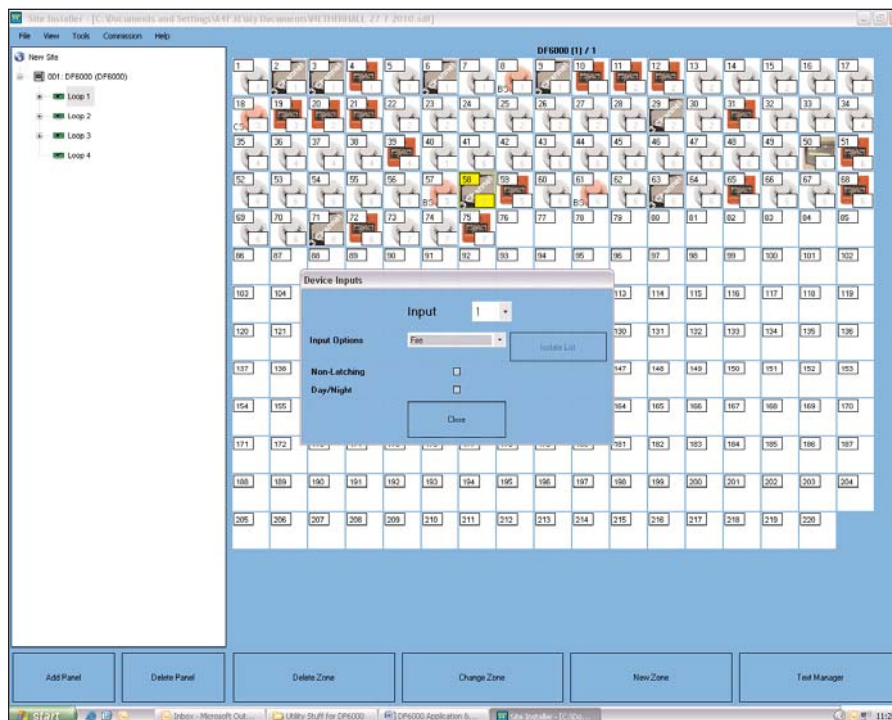 Site Installer - [C:\Documents and Settings\
File View Tools Commission Help
New Site
001: DF6000 (DF6000)
Loop 1
Loop 2
Loop 3
Loop 4
DF6000 [1] / 1
1 2 3 4 5 6 7 8 9 10 11 12 13 14 15 16 17
18 19 20 21 22 23 24 25 26 27 28 29 30 31 32 33 34
35 36 37 38 39 40 41 42 43 44 45 46 47 48 49 50 51
52 53 54 55 56 57 58 59 60 61 62 63 64 65 66 67 68
69 70 71 72 73 74 75 76 77 78 79 80 81 82 83 84 85
86 87 88 89 90 91 92 93 94 95 96 97 98 99 100 101 102
103 104 113 114 115 116 117 118 119
120 121 130 131 132 133 134 135 136
137 138 147 148 149 150 151 152 153
154 155 164 165 166 167 168 169 170
171 172 181 182 183 184 185 186 187
188 189 190 191 192 193 194 195 196 197 198 199 200 201 202 203 204
205 206 207 208 209 210 211 212 213 214 215 216 217 218 219 220
Device Inputs
Input 1
Input Options Fire
Isolate List
Non-Latching
Day/Night
Close
Add Panel Delete Panel Delete Zone Change Zone New Zone Text Manager
start Inbox - Microsoft Out... Utility Stuff for DF6000 DF6000 Application &... Site Installer - [C:\Do...